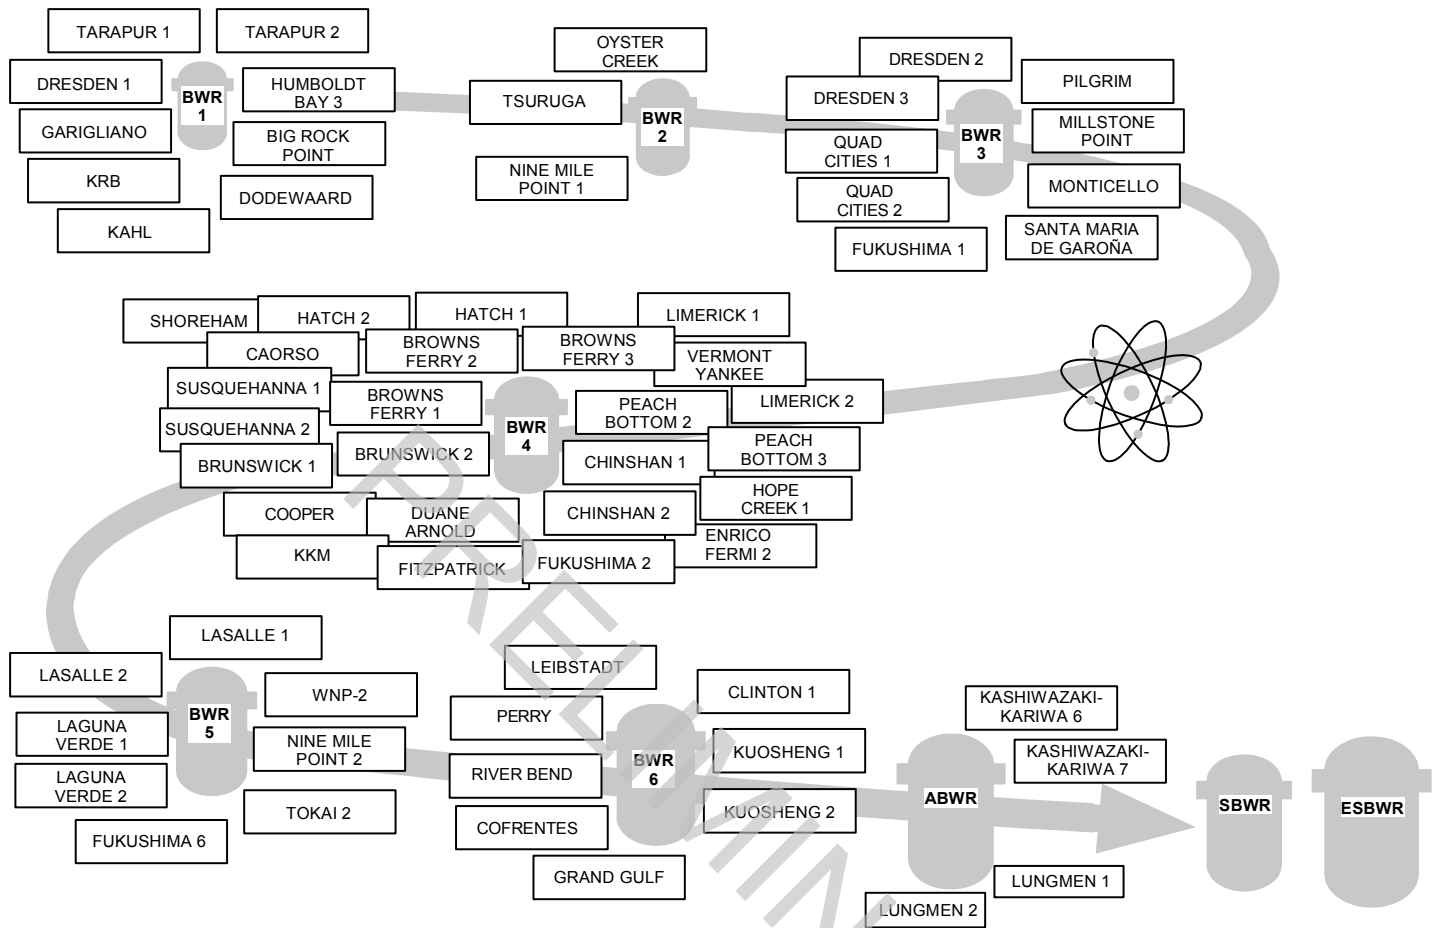 TARAPUR 1
TARAPUR 2
DRESDEN 1
BWR
1
HUMBOLDT
BAY 3
GARIGLIANO
BIG ROCK
POINT
KRB
DODEWAARD
KAHL
OYSTER
CREEK
TSURUGA
BWR
2
NINE MILE
POINT 1
DRESDEN 2
DRESDEN 3
PILGRIM
QUAD
CITIES 1
BWR
3
MILLSTONE
POINT
QUAD
CITIES 2
MONTICELLO
FUKUSHIMA 1
SANTA MARIA
DE GAROÑA
SHOREHAM
HATCH 2
HATCH 1
LIMERICK 1
CAORSO
BROWNS
FERRY 2
BROWNS
FERRY 3
VERMONT
YANKEE
SUSQUEHANNA 1
BROWNS
FERRY 1
PEACH
BOTTOM 2
LIMERICK 2
SUSQUEHANNA 2
BWR
4
BRUNSWICK 1
BRUNSWICK 2
CHINSHAN 1
PEACH
BOTTOM 3
HOPE
CREEK 1
COOPER
DUANE
ARNOLD
CHINSHAN 2
ENRICO
FERMI 2
KKM
FITZPATRICK
FUKUSHIMA 2
LASALLE 1
LASALLE 2
WNP-2
LAGUNA
VERDE 1
BWR
5
NINE MILE
POINT 2
LAGUNA
VERDE 2
TOKAI 2
FUKUSHIMA 6
LEIBSTADT
PERRY
CLINTON 1
RIVER BEND
BWR
6
KUOSHENG 1
COFRENTES
KUOSHENG 2
GRAND GULF
KASHIWAZAKI-
KARIWA 6
KASHIWAZAKI-
KARIWA 7
ABWR
LUNGMEN 1
LUNGMEN 2
SBWR
ESBWR
PRELIMIN